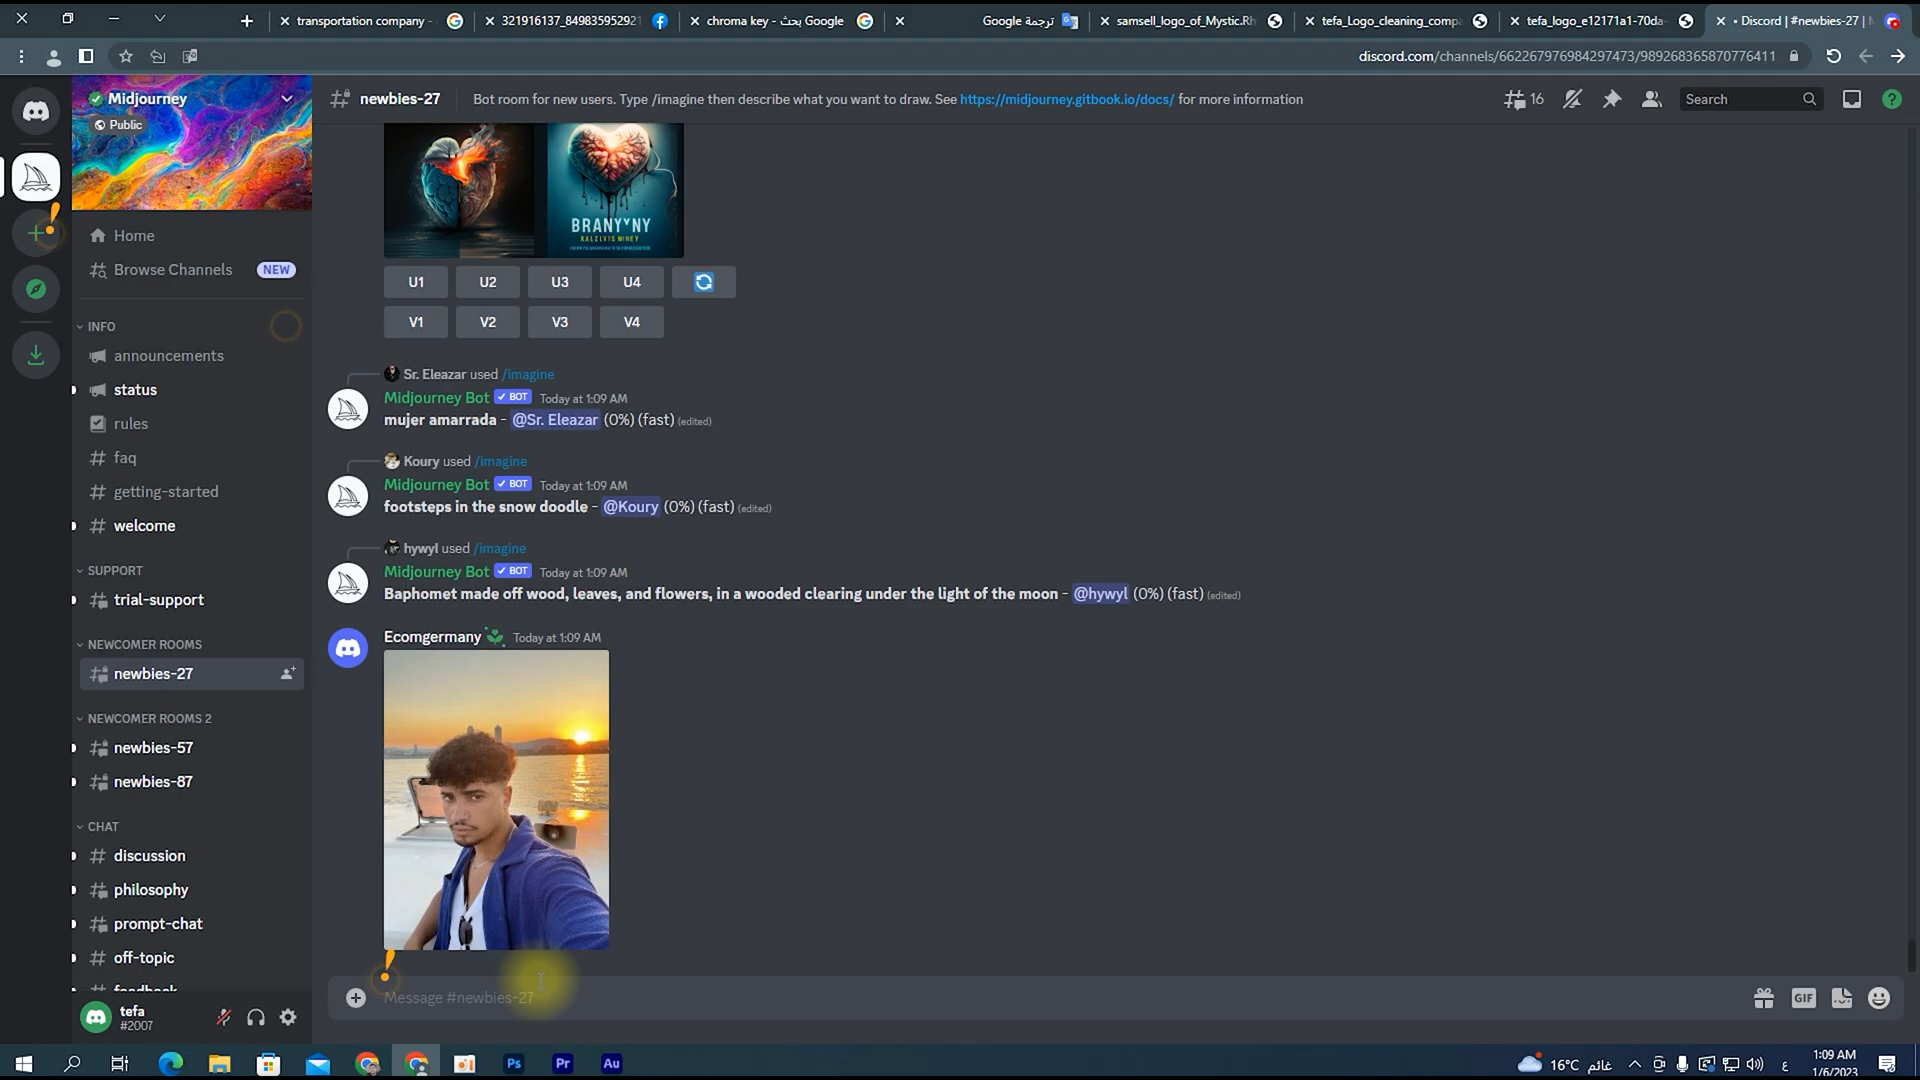 transportation company -
321916137_849835952921
chroma key - بحث Google
ترجمة Google
samsell_logo_of_Mystic.Rh
tefa_Logo_cleaning_compa
tefa_logo_e12171a1-70da-
• Discord | #newbies-27 |
discord.com/channels/662267976984297473/989268365870776411
Midjourney
Public
newbies-27
Bot room for new users. Type /imagine then describe what you want to draw. See https://midjourney.gitbook.io/docs/ for more information
16
Search
Home
Browse Channels
NEW
INFO
announcements
status
rules
faq
getting-started
welcome
SUPPORT
trial-support
NEWCOMER ROOMS
newbies-27
NEWCOMER ROOMS 2
newbies-57
newbies-87
CHAT
discussion
philosophy
prompt-chat
off-topic
feedback
tefa
#2007
BRANY♥NY
KALZLVIS WIREY
U1 U2 U3 U4
V1 V2 V3 V4
Sr. Eleazar used /imagine
Midjourney Bot ✓ BOT Today at 1:09 AM
mujer amarrada - @Sr. Eleazar (0%) (fast) (edited)
Koury used /imagine
Midjourney Bot ✓ BOT Today at 1:09 AM
footsteps in the snow doodle - @Koury (0%) (fast) (edited)
hywyl used /imagine
Midjourney Bot ✓ BOT Today at 1:09 AM
Baphomet made off wood, leaves, and flowers, in a wooded clearing under the light of the moon - @hywyl (0%) (fast) (edited)
Ecomgermany Today at 1:09 AM
Message #newbies-27
GIF
Ps
Pr
Au
16°C غائم
ع
1:09 AM
1/6/2023